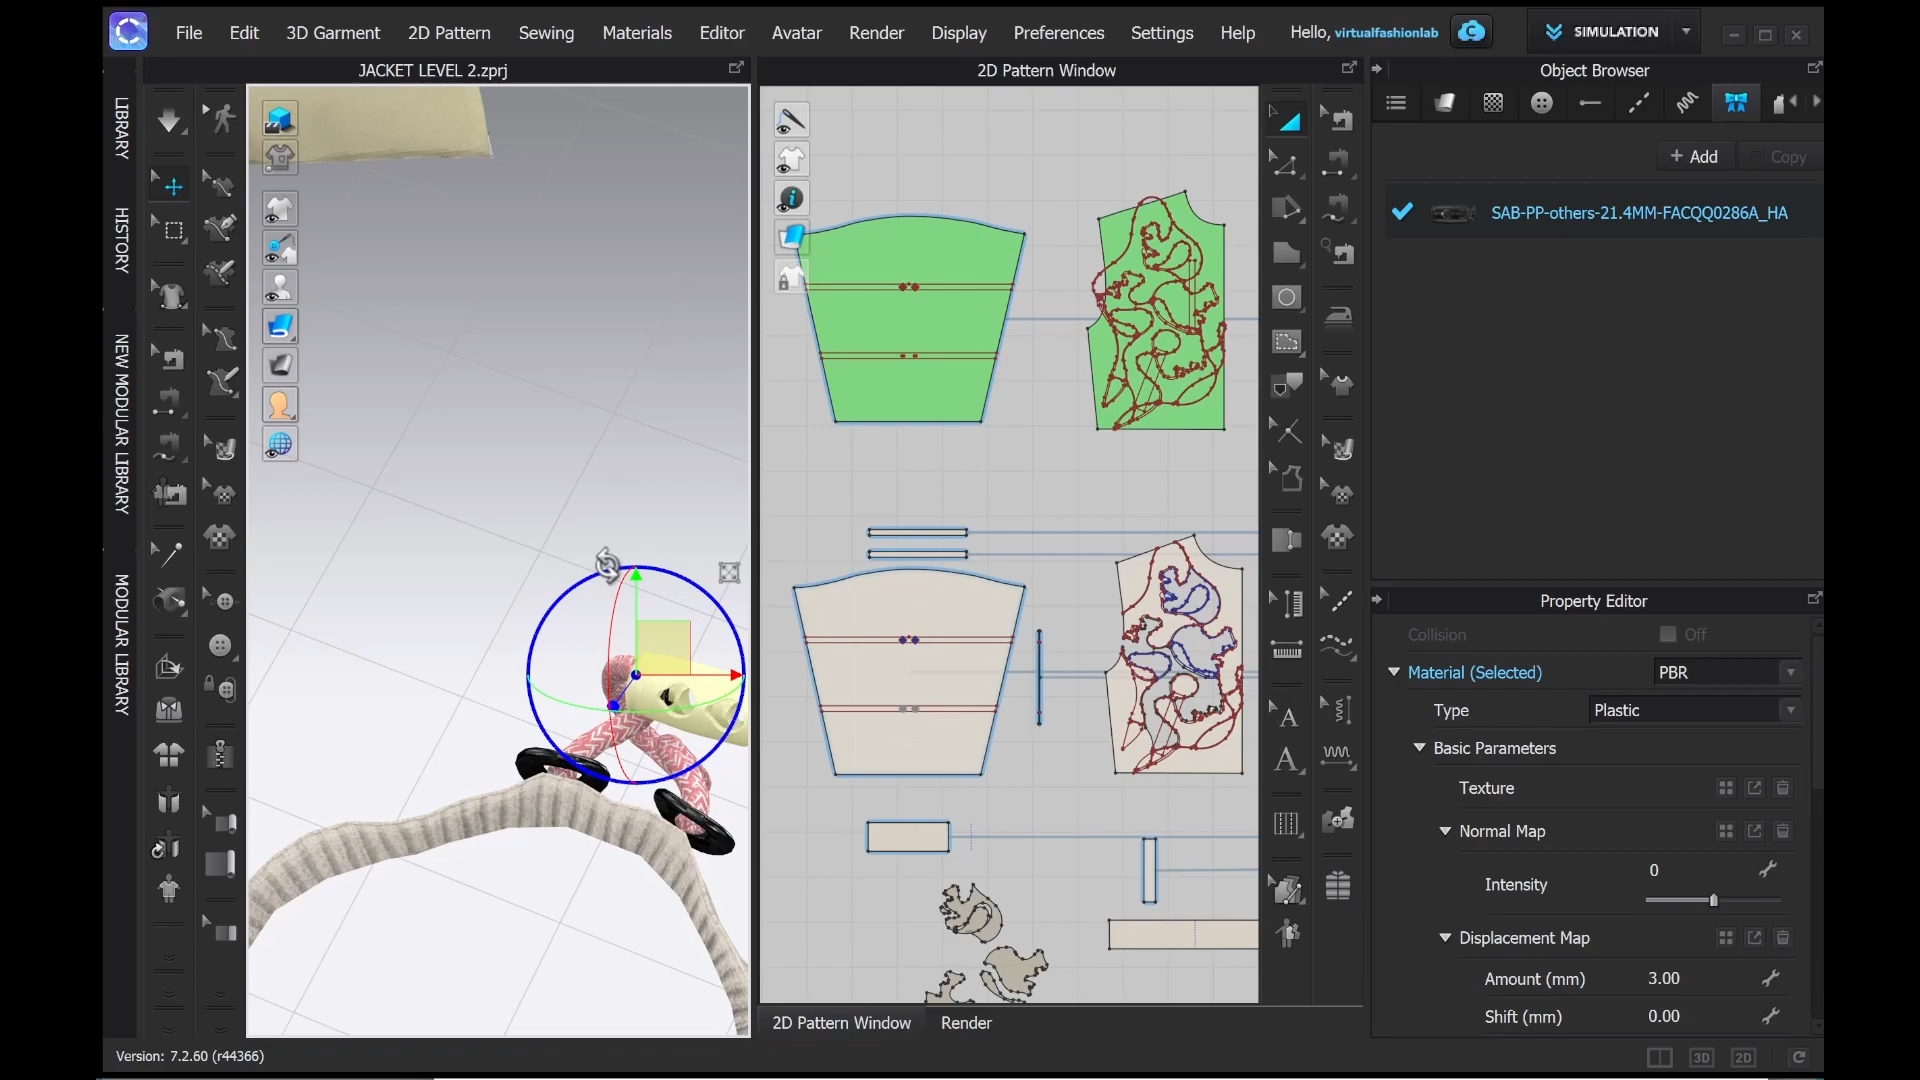 File Edit 3D Garment 2D Pattern Sewing Materials Editor Avatar Render Display Preferences Settings Help Hello, virtualfashionlab SIMULATION
JACKET LEVEL 2.zprj
2D Pattern Window
Object Browser
LIBRARY
HISTORY
NEW MODULAR LIBRARY
MODULAR LIBRARY
+ Add
Copy
SAB-PP-others-21.4MM-FACQQ0286A_HA
Property Editor
Collision Off
Material (Selected) PBR
Type Plastic
Basic Parameters
Texture
Normal Map
Intensity 0
Displacement Map
Amount (mm) 3.00
Shift (mm) 0.00
2D Pattern Window Render
Version: 7.2.60 (r44366)
3D 2D